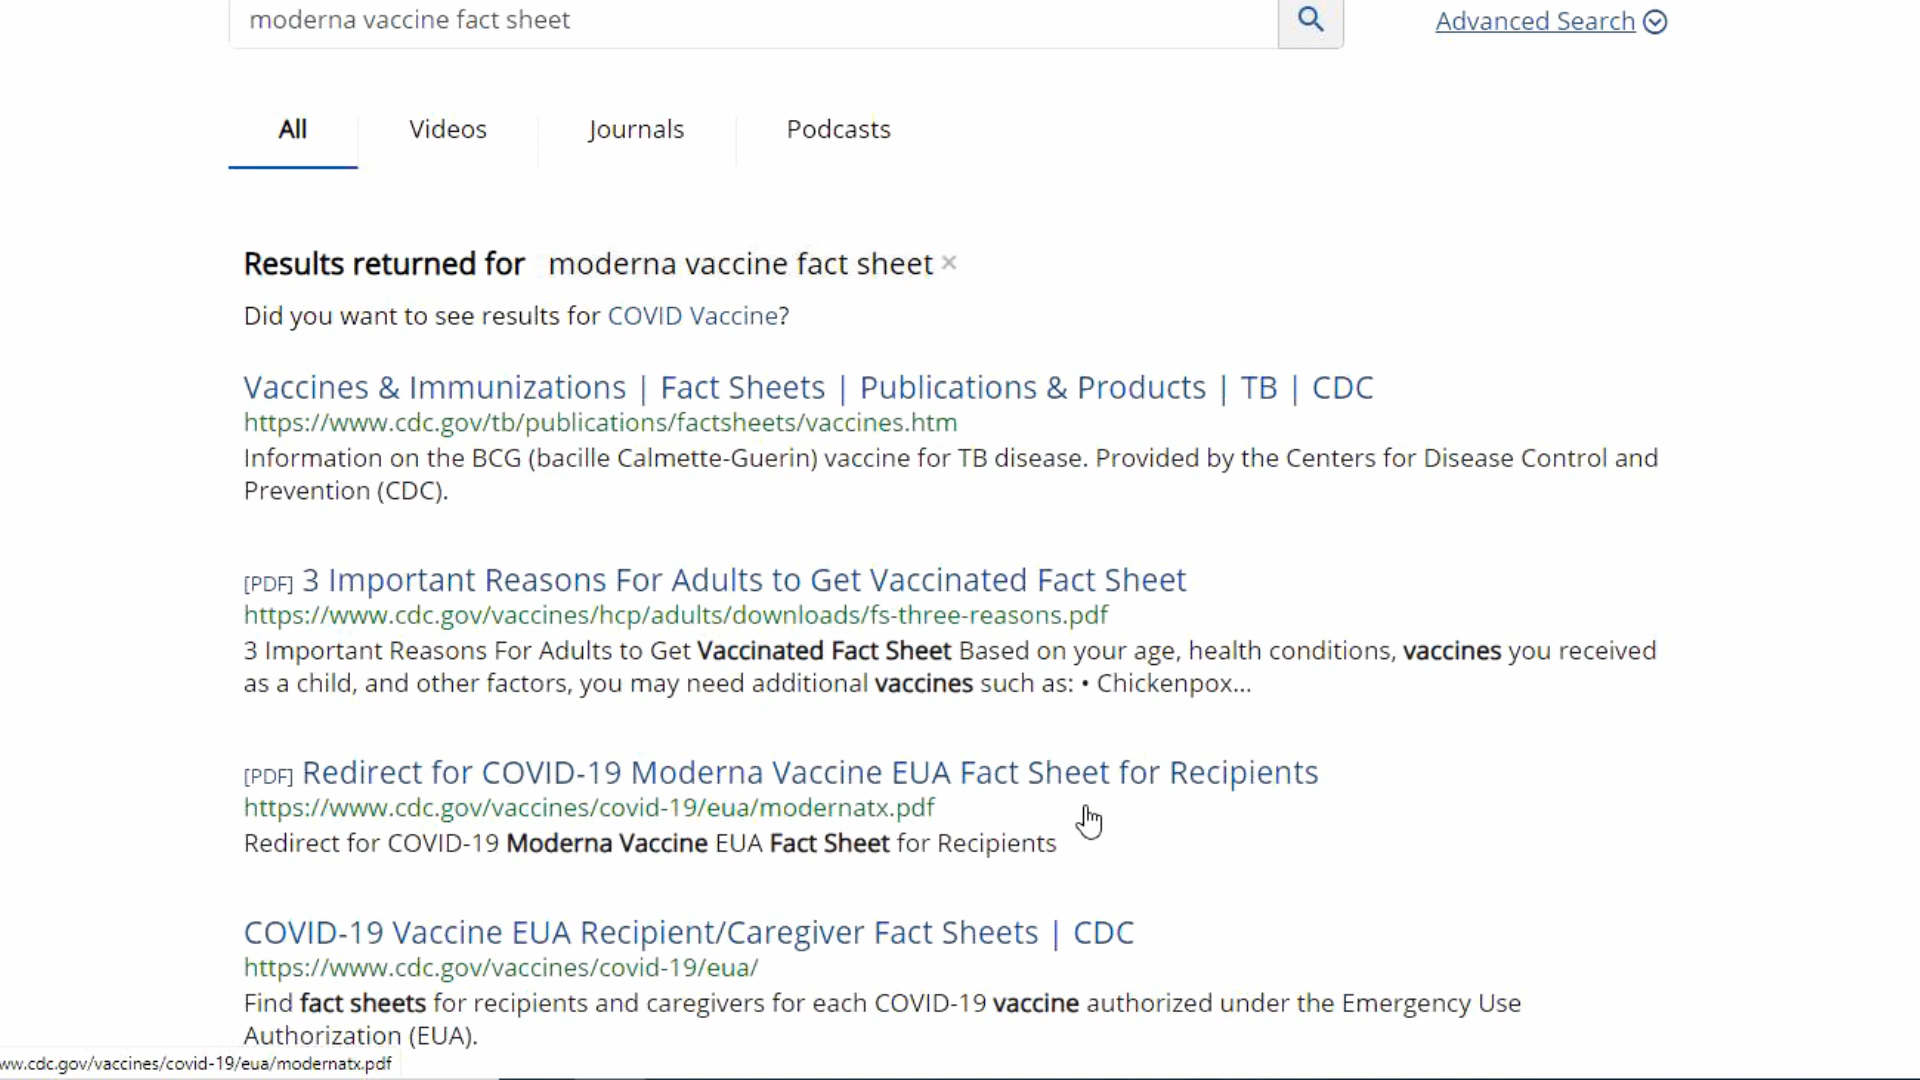 moderna vaccine fact sheet
Advanced Search
All
Videos
Journals
Podcasts
Results returned for moderna vaccine fact sheet ×
Did you want to see results for COVID Vaccine?
Vaccines & Immunizations | Fact Sheets | Publications & Products | TB | CDC
https://www.cdc.gov/tb/publications/factsheets/vaccines.htm
Information on the BCG (bacille Calmette-Guerin) vaccine for TB disease. Provided by the Centers for Disease Control and
Prevention (CDC).
[PDF] 3 Important Reasons For Adults to Get Vaccinated Fact Sheet
https://www.cdc.gov/vaccines/hcp/adults/downloads/fs-three-reasons.pdf
3 Important Reasons For Adults to Get Vaccinated Fact Sheet Based on your age, health conditions, vaccines you received
as a child, and other factors, you may need additional vaccines such as: • Chickenpox...
[PDF] Redirect for COVID-19 Moderna Vaccine EUA Fact Sheet for Recipients
https://www.cdc.gov/vaccines/covid-19/eua/modernatx.pdf
Redirect for COVID-19 Moderna Vaccine EUA Fact Sheet for Recipients
COVID-19 Vaccine EUA Recipient/Caregiver Fact Sheets | CDC
https://www.cdc.gov/vaccines/covid-19/eua/
Find fact sheets for recipients and caregivers for each COVID-19 vaccine authorized under the Emergency Use
Authorization (EUA).
ww.cdc.gov/vaccines/covid-19/eua/modernatx.pdf